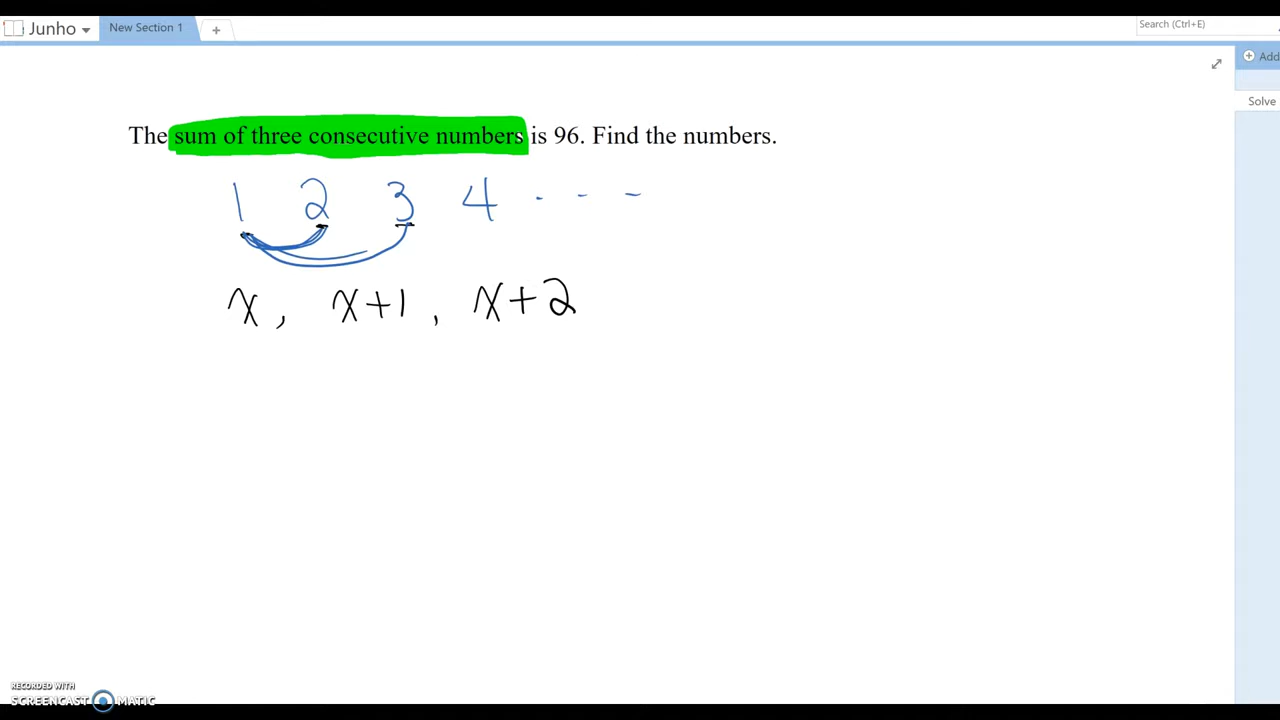 Junho
New Section 1
+
Search (Ctrl+E)
Add
Solve
The sum of three consecutive numbers is 96. Find the numbers.
1 2 3 4 . - -
x, x+1, x+2
RECORDED WITH
SCREENCAST MATIC